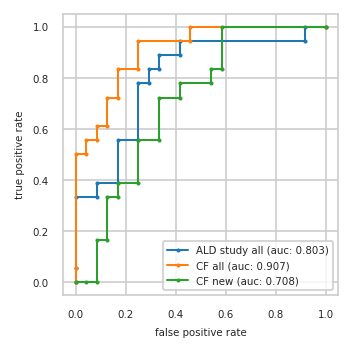 1.0
0.8
0.6
0.4
0.2
0.0
true positive rate
ALD study all (auc: 0.803)
CF all (auc: 0.907)
CF new (auc: 0.708)
0.0 0.2 0.4 0.6 0.8 1.0
false positive rate